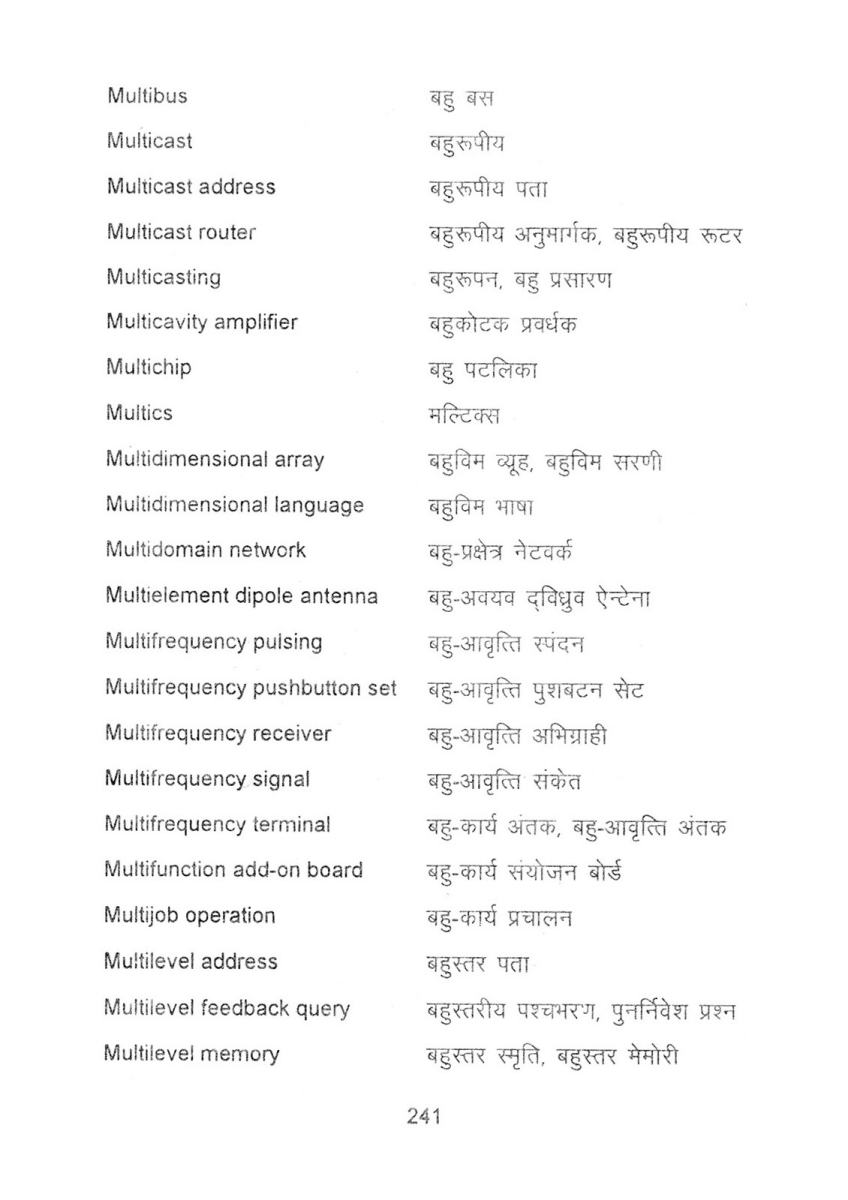 Multibus बहु बस
Multicast बहुरूपीय
Multicast address बहुरूपीय पता
Multicast router बहुरूपीय अनुमार्गक, बहुरूपीय रूटर
Multicasting बहुरूपन, बहु प्रसारण
Multicavity amplifier बहुकोटक प्रवर्धक
Multichip बहु पटलिका
Multics मल्टिक्स
Multidimensional array बहुविम व्यूह, बहुविम सरणी
Multidimensional language बहुविम भाषा
Multidomain network बहु-प्रक्षेत्र नेटवर्क
Multielement dipole antenna बहु-अवयव द्विध्रुव ऐन्टेना
Multifrequency pulsing बहु-आवृत्ति स्पंदन
Multifrequency pushbutton set बहु-आवृत्ति पुशबटन सेट
Multifrequency receiver बहु-आवृत्ति अभिग्राही
Multifrequency signal बहु-आवृत्ति संकेत
Multifrequency terminal बहु-कार्य अंतक, बहु-आवृत्ति अंतक
Multifunction add-on board बहु-कार्य संयोजन बोर्ड
Multijob operation बहु-कार्य प्रचालन
Multilevel address बहुस्तर पता
Multilevel feedback query बहुस्तरीय पश्चभरण, पुनर्निवेश प्रश्न
Multilevel memory बहुस्तर स्मृति, बहुस्तर मेमोरी
241